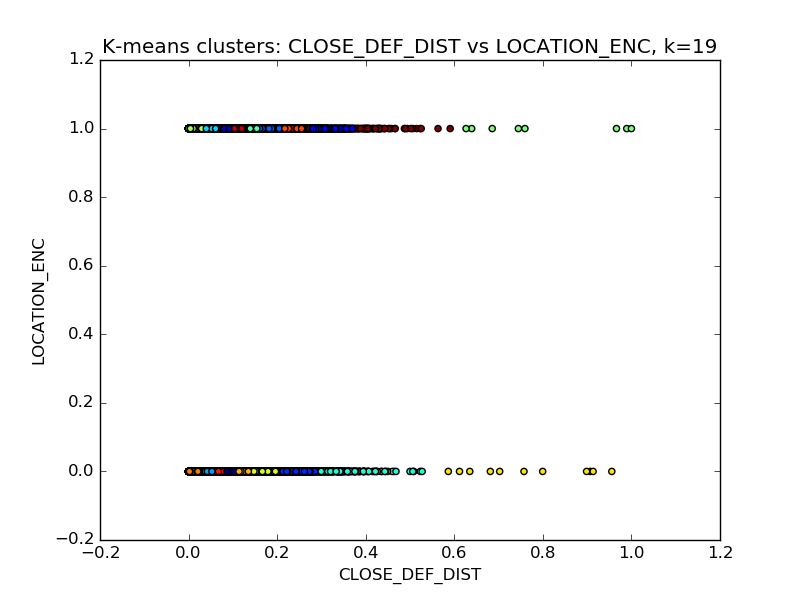 K-means clusters: CLOSE_DEF_DIST vs LOCATION_ENC, k=19
1.2
1.0
0.8
0.6
0.4
0.2
0.0
−0.2
LOCATION_ENC
−0.2 0.0 0.2 0.4 0.6 0.8 1.0 1.2
CLOSE_DEF_DIST